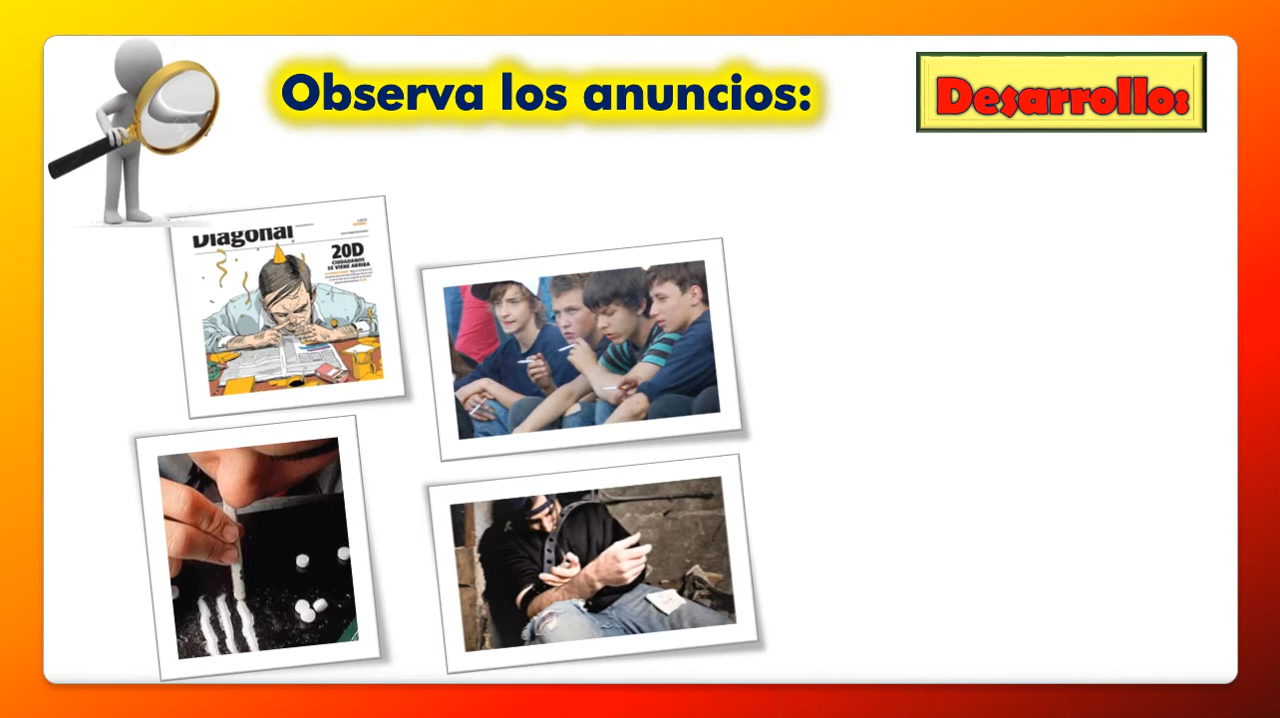 Observa los anuncios:
Desarrollo:
Diagonal
20D
CIUDADANOS
SE VIENE ARRIBA